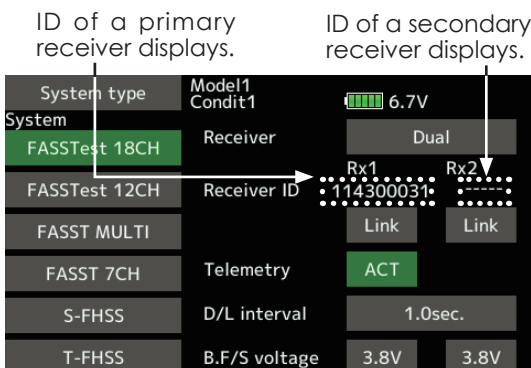 ID of a primary
receiver displays.
ID of a secondary
receiver displays.
System type
Model1
Condit1
6.7V
System
FASSTest 18CH
Receiver
Dual
Rx1
Rx2
FASSTest 12CH
Receiver ID
114300031
-----
FASST MULTI
Link
Link
FASST 7CH
Telemetry
ACT
S-FHSS
D/L interval
1.0sec.
T-FHSS
B.F/S voltage
3.8V
3.8V